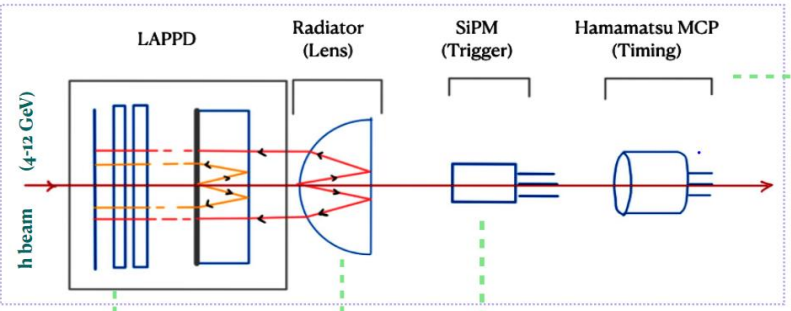 LAPPD
Radiator
(Lens)
SiPM
(Trigger)
Hamamatsu MCP
(Timing)
h beam (4-12 GeV)